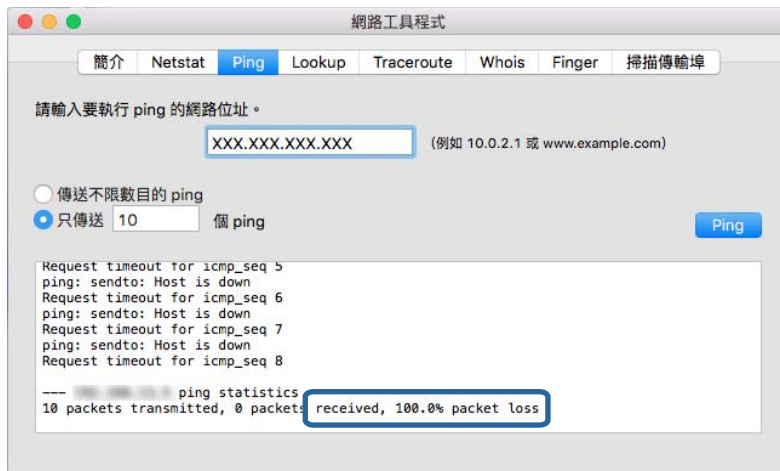 網路工具程式
簡介 Netstat Ping Lookup Traceroute Whois Finger 掃描傳輸埠
請輸入要執行 ping 的網路位址。
XXX.XXX.XXX.XXX (例如 10.0.2.1 或 www.example.com)
傳送不限數目的 ping
只傳送 10 個 ping Ping
Request timeout for icmp_seq 5
ping: sendto: Host is down
Request timeout for icmp_seq 6
ping: sendto: Host is down
Request timeout for icmp_seq 7
ping: sendto: Host is down
Request timeout for icmp_seq 8
--- ping statistics
10 packets transmitted, 0 packets received, 100.0% packet loss